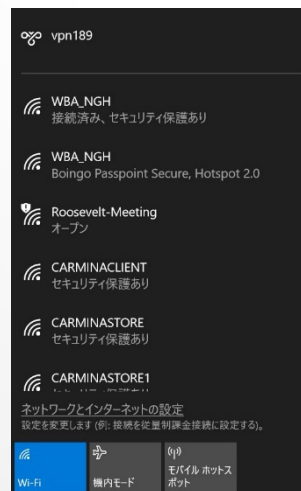 vpn189
WBA_NGH
接続済み、セキュリティ保護あり
WBA_NGH
Boingo Passpoint Secure, Hotspot 2.0
Roosevelt-Meeting
オープン
CARMINACLIENT
セキュリティ保護あり
CARMINASTORE
セキュリティ保護あり
CARMINASTORE1
ネットワークとインターネットの設定
設定を変更します (例: 接続を従量制課金接続に設定する)。
Wi-Fi
機内モード
モバイル ホットス
ポット